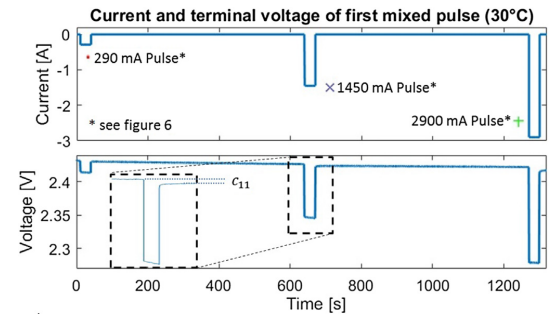 Current and terminal voltage of first mixed pulse (30°C)
Current [A]
0
-1
-2
-3
290 mA Pulse*
1450 mA Pulse*
2900 mA Pulse*
* see figure 6
Voltage [V]
2.4
2.35
2.3
c11
0
200
400
600
800
1000
1200
Time [s]